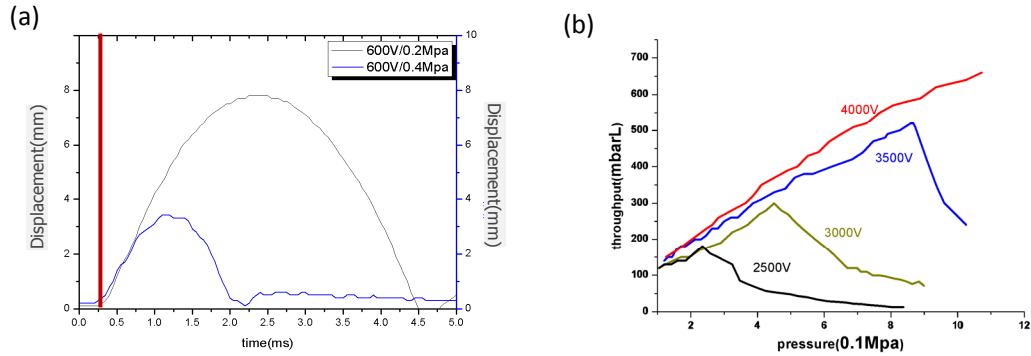 (a)
600V/0.2Mpa
600V/0.4Mpa
Displacement(mm)
0
2
4
6
8
0
2
4
6
8
10
Displacement(mm)
0.0 0.5 1.0 1.5 2.0 2.5 3.0 3.5 4.0 4.5 5.0
time(ms)
(b)
throughput(mbarL)
700
600
500
400
300
200
100
0
4000V
3500V
3000V
2500V
2 4 6 8 10 12
pressure(0.1Mpa)